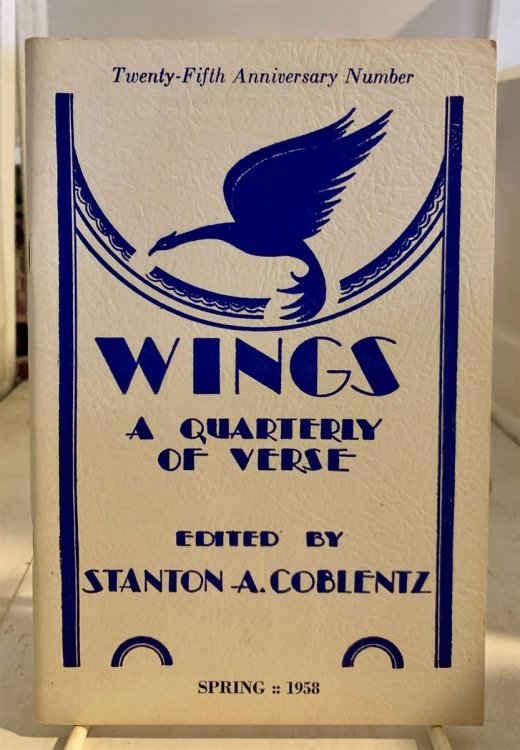 Twenty-Fifth Anniversary Number
WINGS
A QUARTERLY
OF VERSE
EDITED BY
STANTON A. COBLENTZ
SPRING :: 1958